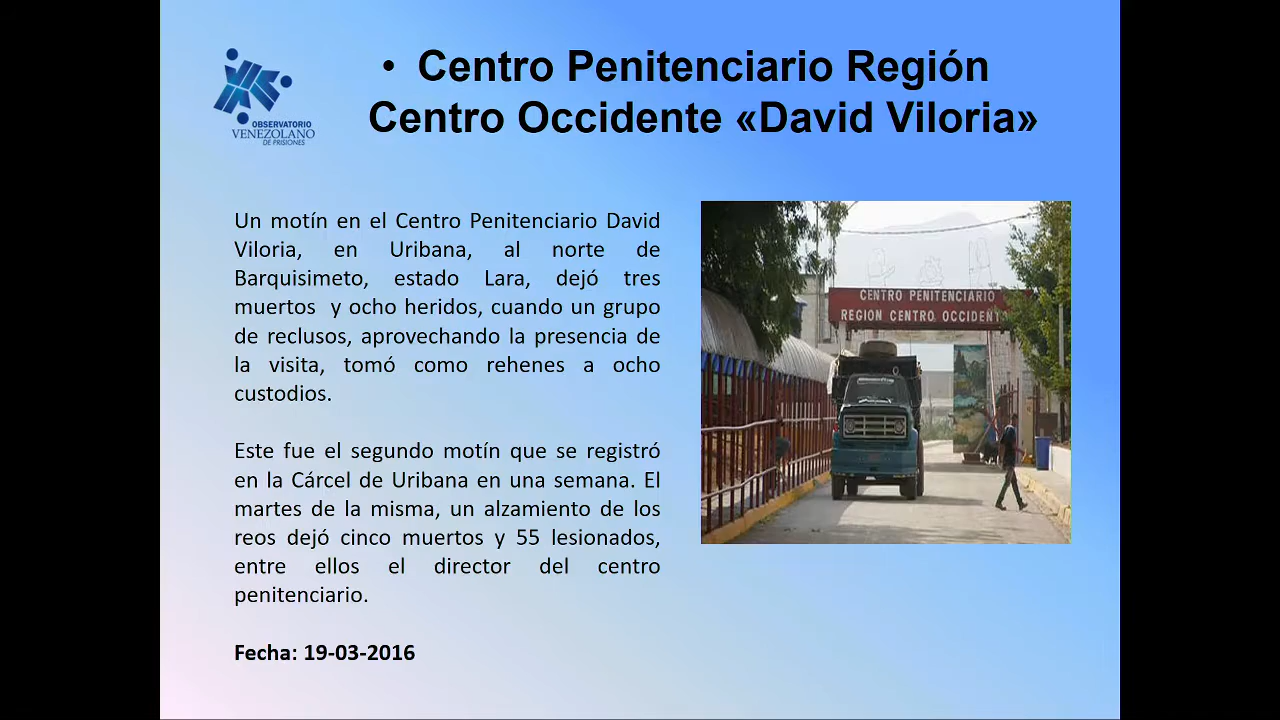 OBSERVATORIO
VENEZOLANO
DE PRISIONES
• Centro Penitenciario Región
Centro Occidente «David Viloria»
Un motín en el Centro Penitenciario David
Viloria, en Uribana, al norte de
Barquisimeto, estado Lara, dejó tres
muertos y ocho heridos, cuando un grupo
de reclusos, aprovechando la presencia de
la visita, tomó como rehenes a ocho
custodios.
Este fue el segundo motín que se registró
en la Cárcel de Uribana en una semana. El
martes de la misma, un alzamiento de los
reos dejó cinco muertos y 55 lesionados,
entre ellos el director del centro
penitenciario.
Fecha: 19-03-2016
CENTRO PENITENCIARIO
REGION CENTRO OCCIDENT